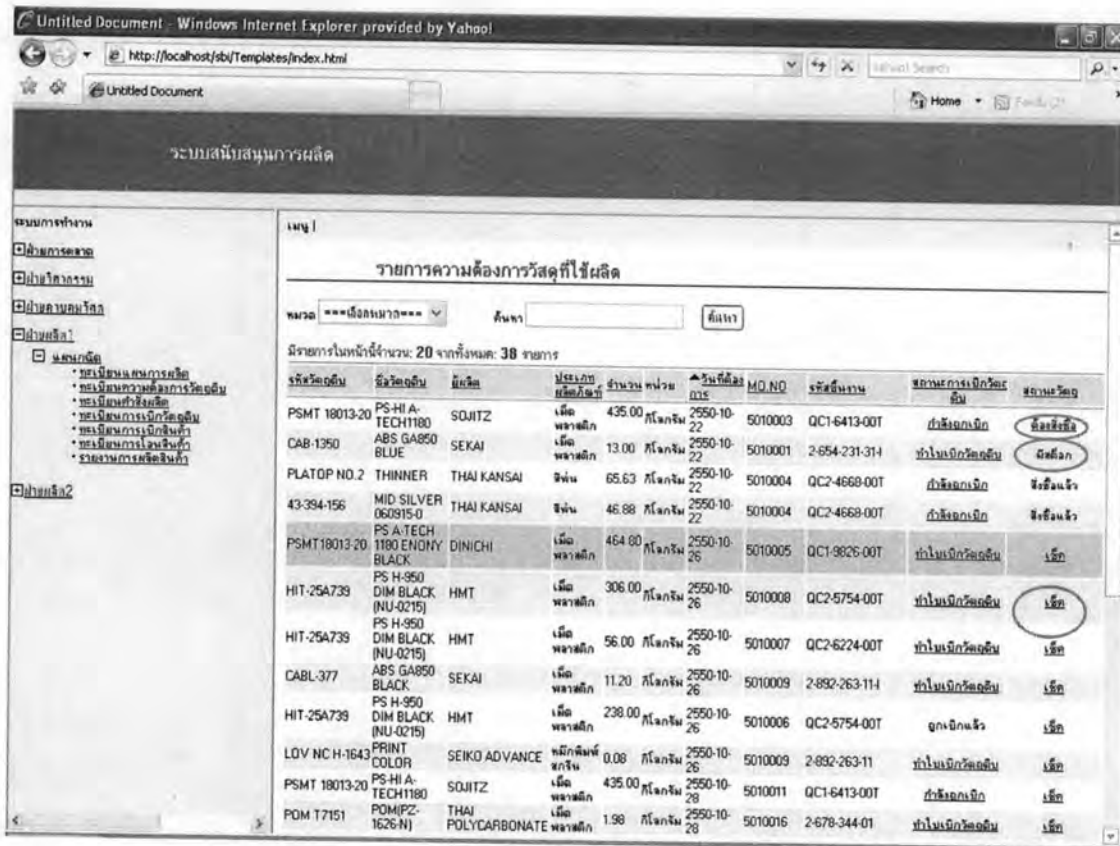 Untitled Document - Windows Internet Explorer provided by Yahoo!
http://localhost/sbi/Templates/index.html
Untitled Document
Home
ระบบสนับสนุนการผลิต
ระบบการทำงาน
ฝ่ายการตลาด
ฝ่ายวิศวกรรม
ฝ่ายควบคุมวัสดุ
ฝ่ายผลิต1
แผนกฉีด
ทะเบียนแผนการผลิต
ทะเบียนความต้องการวัตถุดิบ
ทะเบียนคำสั่งผลิต
ทะเบียนการเบิกวัตถุดิบ
ทะเบียนการเบิกสินค้า
ทะเบียนการโอนสินค้า
รายงานการผลิตสินค้า
ฝ่ายผลิต2
เมนู |
รายการความต้องการวัสดุที่ใช้ผลิต
หมวด ===เลือกหมวด=== ค้นหา ค้นหา
มีรายการในหน้านี้จำนวน: 20 จากทั้งหมด: 38 รายการ
รหัสวัตถุดิบ ชื่อวัตถุดิบ ผู้ผลิต ประเภทผลิตภัณฑ์ จำนวน หน่วย ▲วันที่ต้องการ MO.NO รหัสชิ้นงาน สถานะการเบิกวัตถุดิบ สถานะวัตถุ
PSMT 18013-20 PS-HI A-TECH1180 SOJITZ เม็ดพลาสติก 435.00 กิโลกรัม 2550-10-22 5010003 QC1-6413-00T กำลังถูกเบิก ต้องสั่งซื้อ
CAB-1350 ABS GA850 BLUE SEKAI เม็ดพลาสติก 13.00 กิโลกรัม 2550-10-22 5010001 2-654-231-31-I ทำใบเบิกวัตถุดิบ มีสต็อก
PLATOP NO.2 THINNER THAI KANSAI สีพ่น 65.63 กิโลกรัม 2550-10-22 5010004 QC2-4668-00T กำลังถูกเบิก สั่งซื้อแล้ว
43-394-156 MID SILVER 060915-0 THAI KANSAI สีพ่น 46.88 กิโลกรัม 2550-10-22 5010004 QC2-4668-00T กำลังถูกเบิก สั่งซื้อแล้ว
PSMT18013-20 PS A-TECH 1180 ENONY BLACK DINICHI เม็ดพลาสติก 464.80 กิโลกรัม 2550-10-26 5010005 QC1-9826-00T ทำใบเบิกวัตถุดิบ เช็ค
HIT-25A739 PS H-950 DIM BLACK (NU-0215) HMT เม็ดพลาสติก 306.00 กิโลกรัม 2550-10-26 5010008 QC2-5754-00T ทำใบเบิกวัตถุดิบ เช็ค
HIT-25A739 PS H-950 DIM BLACK (NU-0215) HMT เม็ดพลาสติก 56.00 กิโลกรัม 2550-10-26 5010007 QC2-6224-00T ทำใบเบิกวัตถุดิบ เช็ค
CABL-377 ABS GA850 BLACK SEKAI เม็ดพลาสติก 11.20 กิโลกรัม 2550-10-26 5010009 2-892-263-11-I ทำใบเบิกวัตถุดิบ เช็ค
HIT-25A739 PS H-950 DIM BLACK (NU-0215) HMT เม็ดพลาสติก 238.00 กิโลกรัม 2550-10-26 5010006 QC2-5754-00T ถูกเบิกแล้ว เช็ค
LOV NC H-1643 PRINT COLOR SEIKO ADVANCE หมึกพิมพ์สกรีน 0.08 กิโลกรัม 2550-10-26 5010009 2-892-263-11 ทำใบเบิกวัตถุดิบ เช็ค
PSMT 18013-20 PS-HI A-TECH1180 SOJITZ เม็ดพลาสติก 435.00 กิโลกรัม 2550-10-28 5010011 QC1-6413-00T กำลังถูกเบิก เช็ค
POM T7151 POM(PZ-1626-N) THAI POLYCARBONATE เม็ดพลาสติก 1.98 กิโลกรัม 2550-10-28 5010016 2-678-344-01 ทำใบเบิกวัตถุดิบ เช็ค